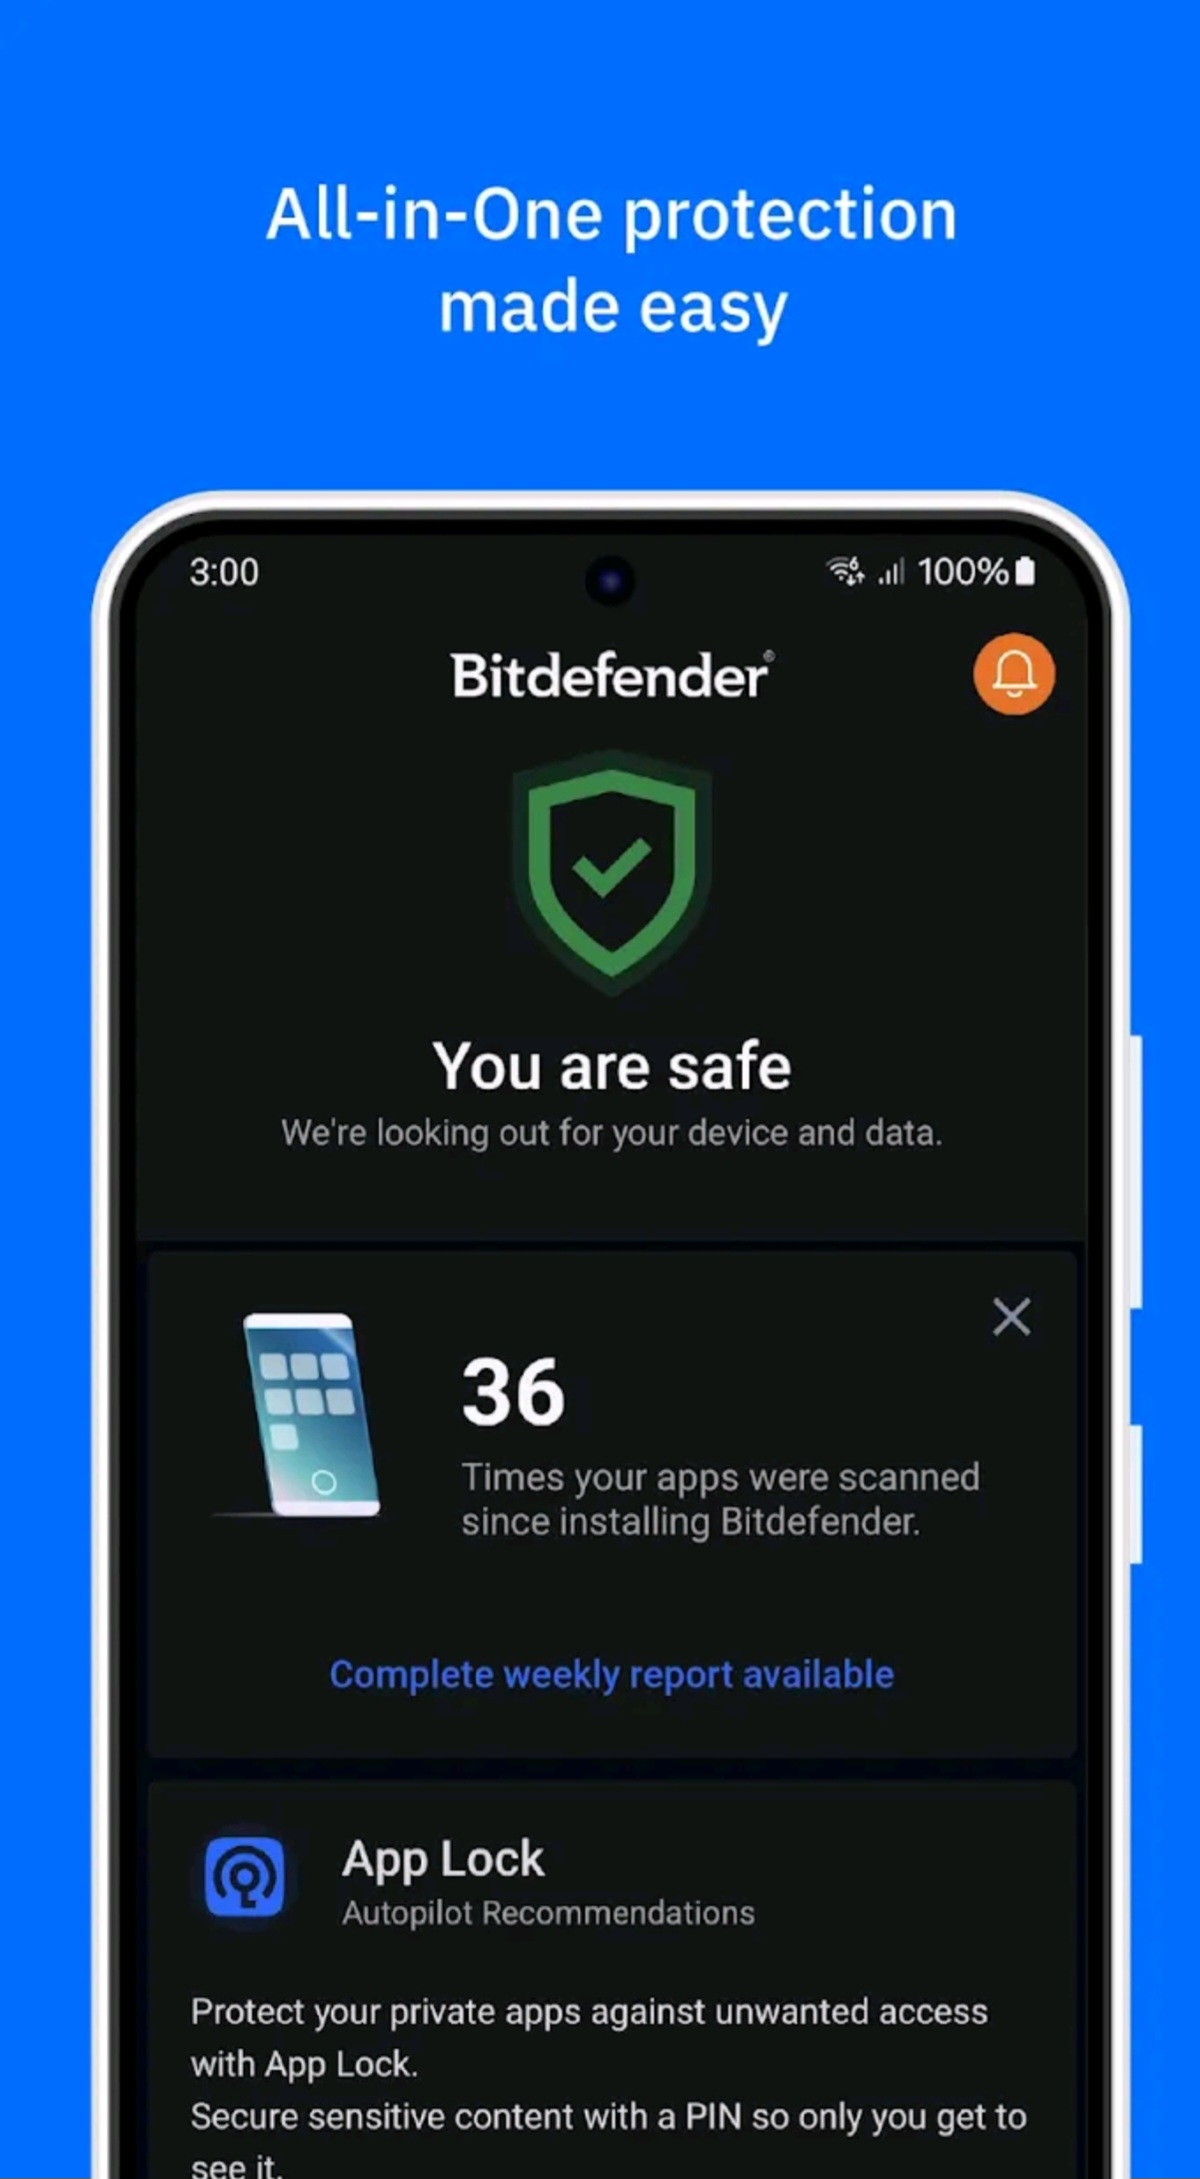 All-in-One protection
made easy
3:00
100%
Bitdefender®
You are safe
We're looking out for your device and data.
36
Times your apps were scanned
since installing Bitdefender.
Complete weekly report available
App Lock
Autopilot Recommendations
Protect your private apps against unwanted access
with App Lock.
Secure sensitive content with a PIN so only you get to
see it.